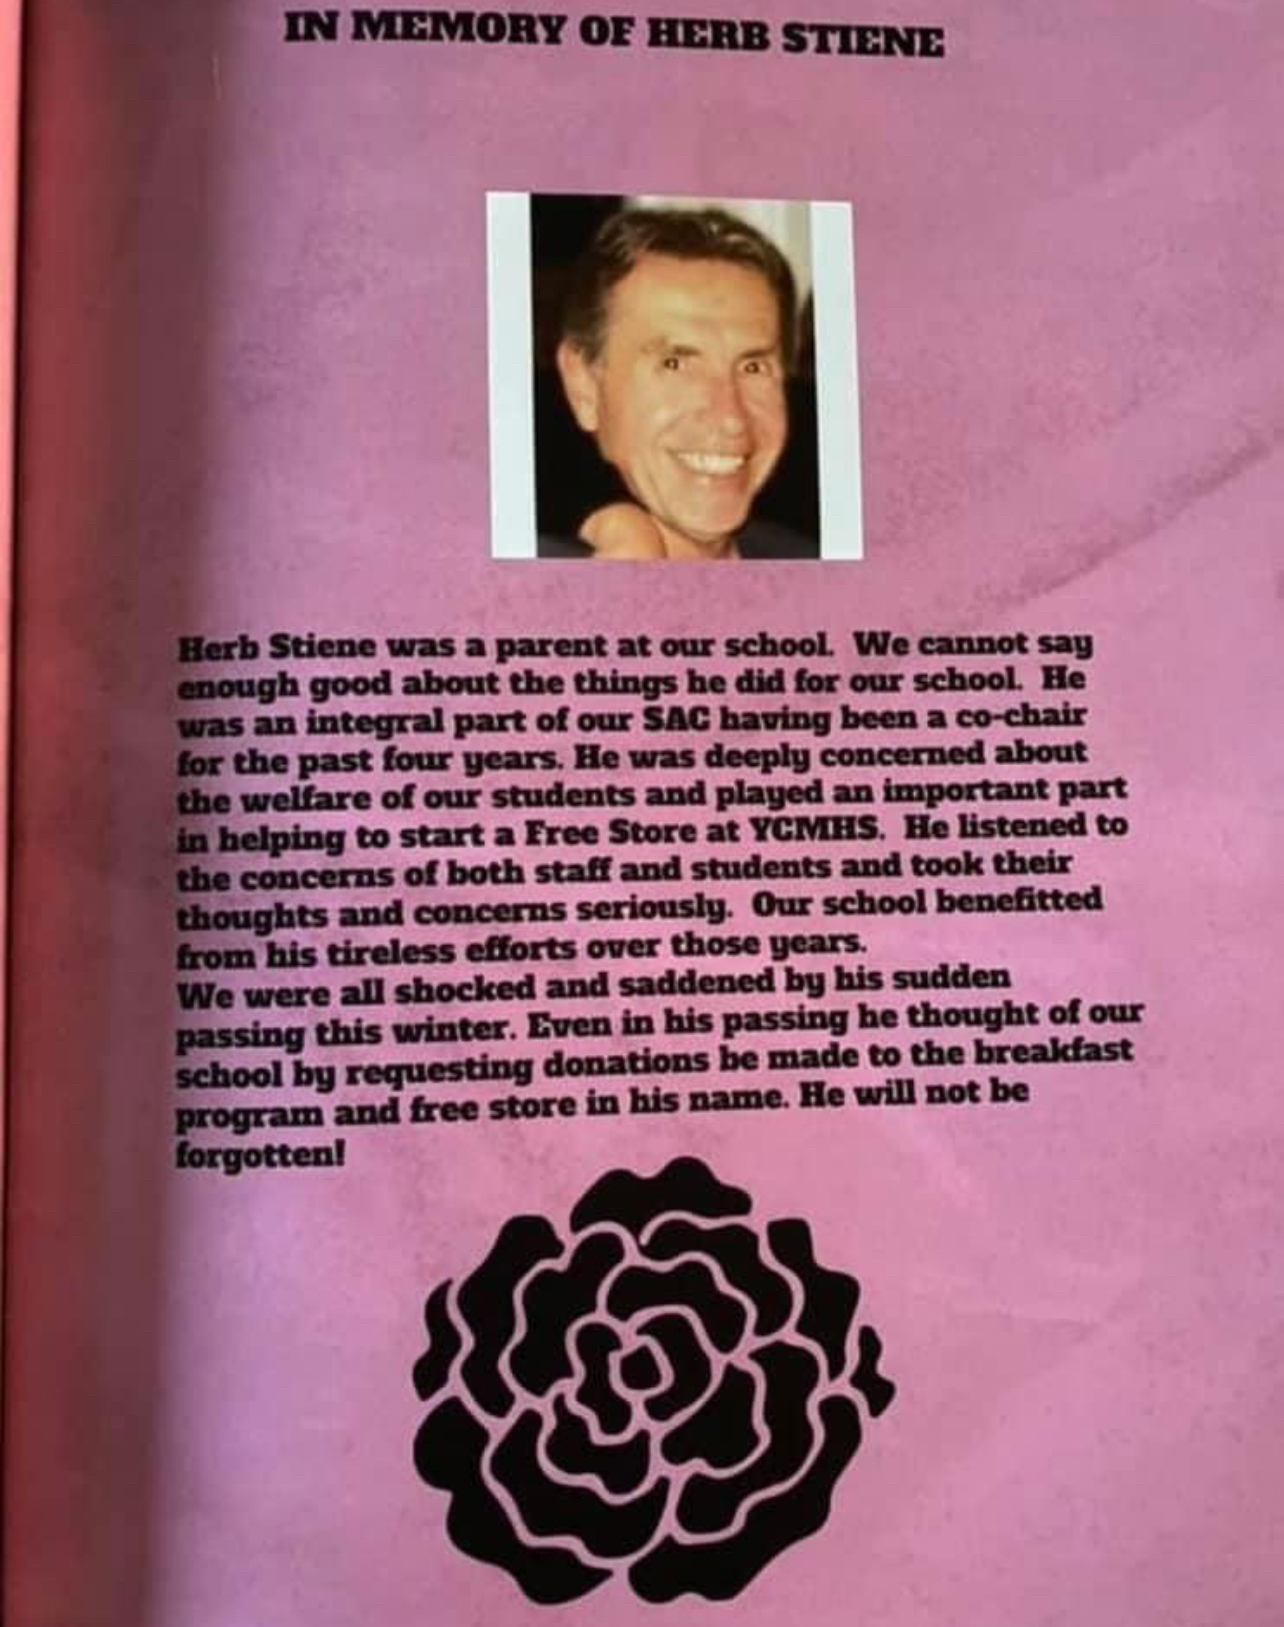 IN MEMORY OF HERB STIENE
Herb Stiene was a parent at our school. We cannot say
enough good about the things he did for our school. He
was an integral part of our SAC having been a co-chair
for the past four years. He was deeply concerned about
the welfare of our students and played an important part
in helping to start a Free Store at YCMHS. He listened to
the concerns of both staff and students and took their
thoughts and concerns seriously. Our school benefitted
from his tireless efforts over those years.
We were all shocked and saddened by his sudden
passing this winter. Even in his passing he thought of our
school by requesting donations be made to the breakfast
program and free store in his name. He will not be
forgotten!